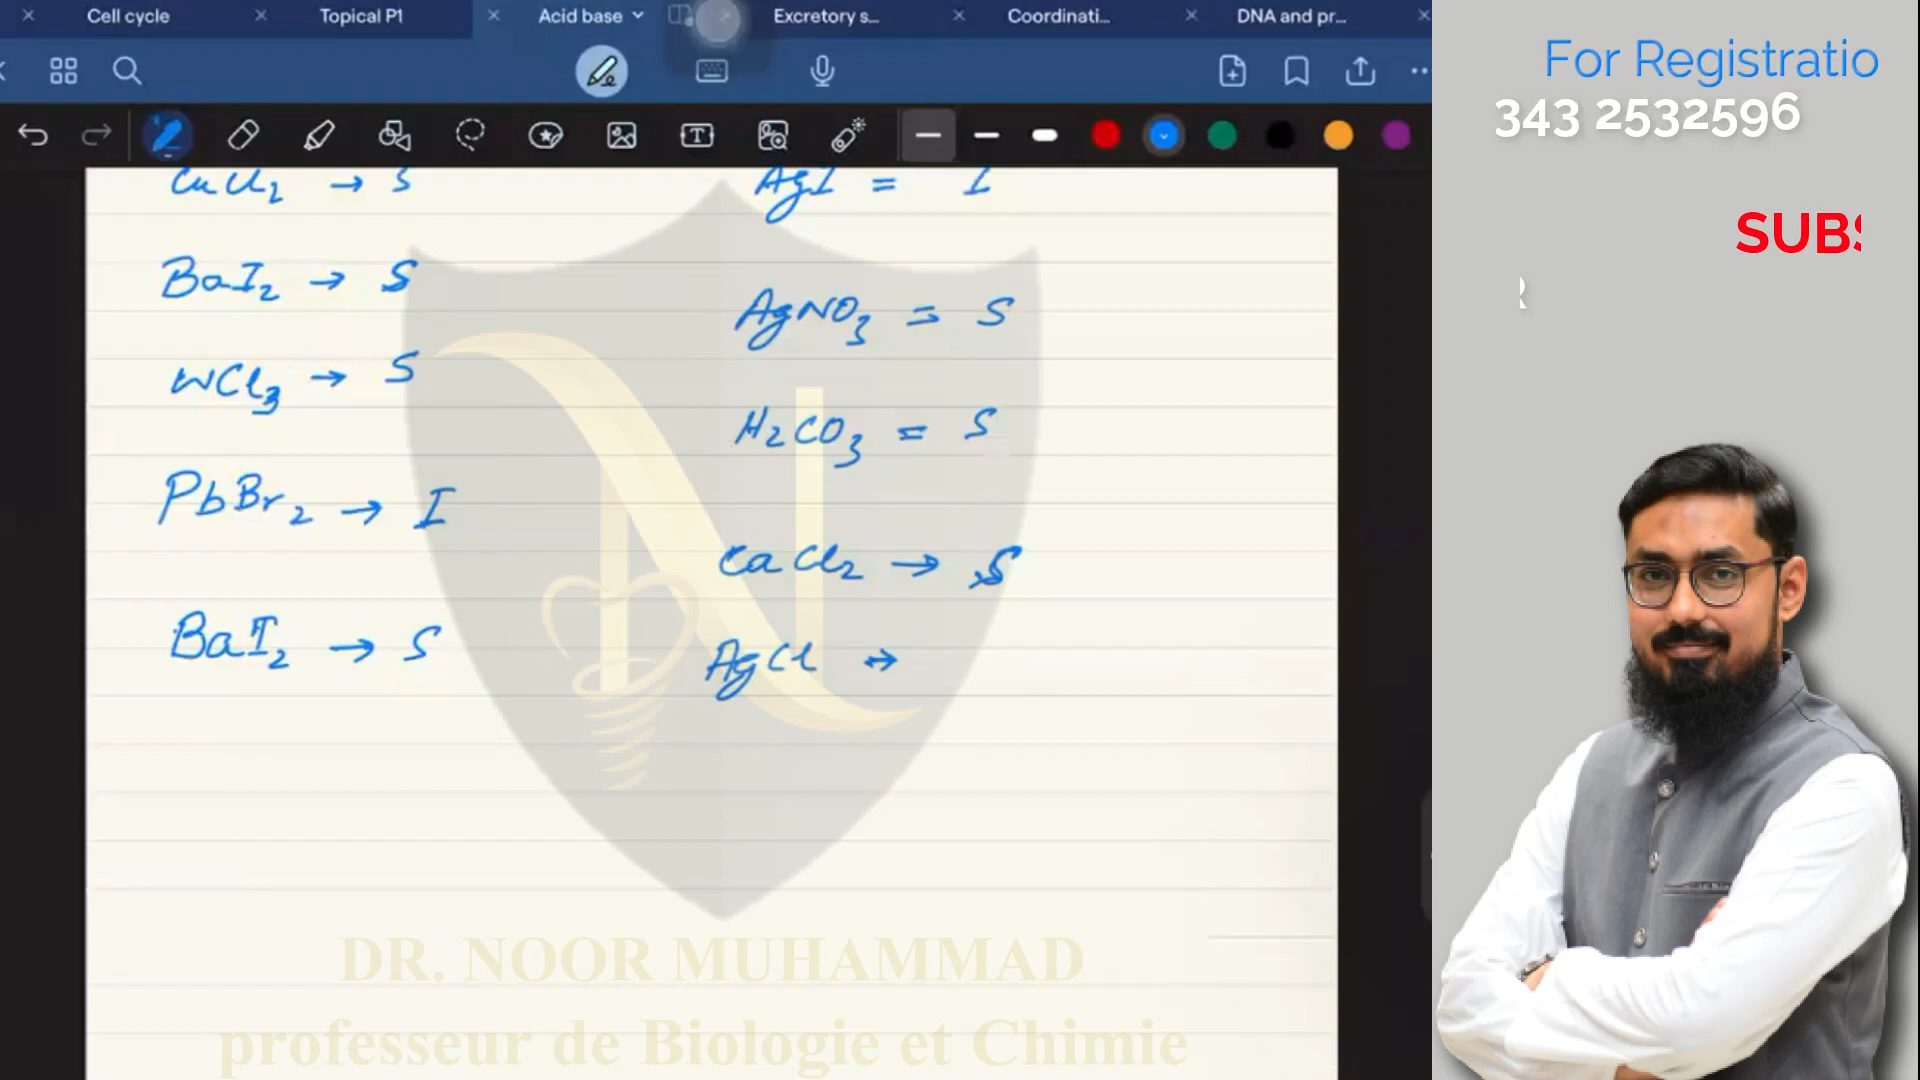 Cell cycle
Topical P1
Acid base
Excretory s...
Coordinati...
DNA and pr...
For Registratio
343 2532596
SUBS
R
CuCl2 → S
BaI2 → S
WCl3 → S
PbBr2 → I
BaI2 → S
AgI = I
AgNO3 = S
H2CO3 = S
CaCl2 → S
AgCl →
DR. NOOR MUHAMMAD
professeur de Biologie et Chimie